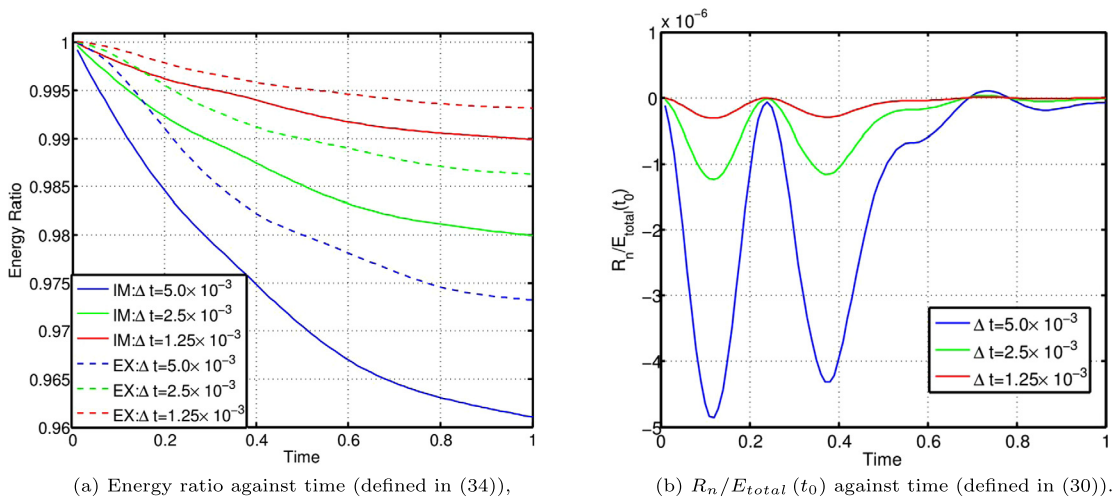 1
0.995
0.99
0.985
0.98
0.975
0.97
0.965
0.96
0 0.2 0.4 0.6 0.8 1
Time
Energy Ratio
IM:Δ t=5.0× 10⁻³
IM:Δ t=2.5× 10⁻³
IM:Δ t=1.25× 10⁻³
EX:Δ t=5.0× 10⁻³
EX:Δ t=2.5× 10⁻³
EX:Δ t=1.25× 10⁻³
(a) Energy ratio against time (defined in (34)),
x 10⁻⁶
1
0
−1
−2
−3
−4
−5
0 0.2 0.4 0.6 0.8 1
Time
Rₙ/E_total(t₀)
Δ t=5.0× 10⁻³
Δ t=2.5× 10⁻³
Δ t=1.25× 10⁻³
(b) Rₙ/E_total (t₀) against time (defined in (30)).